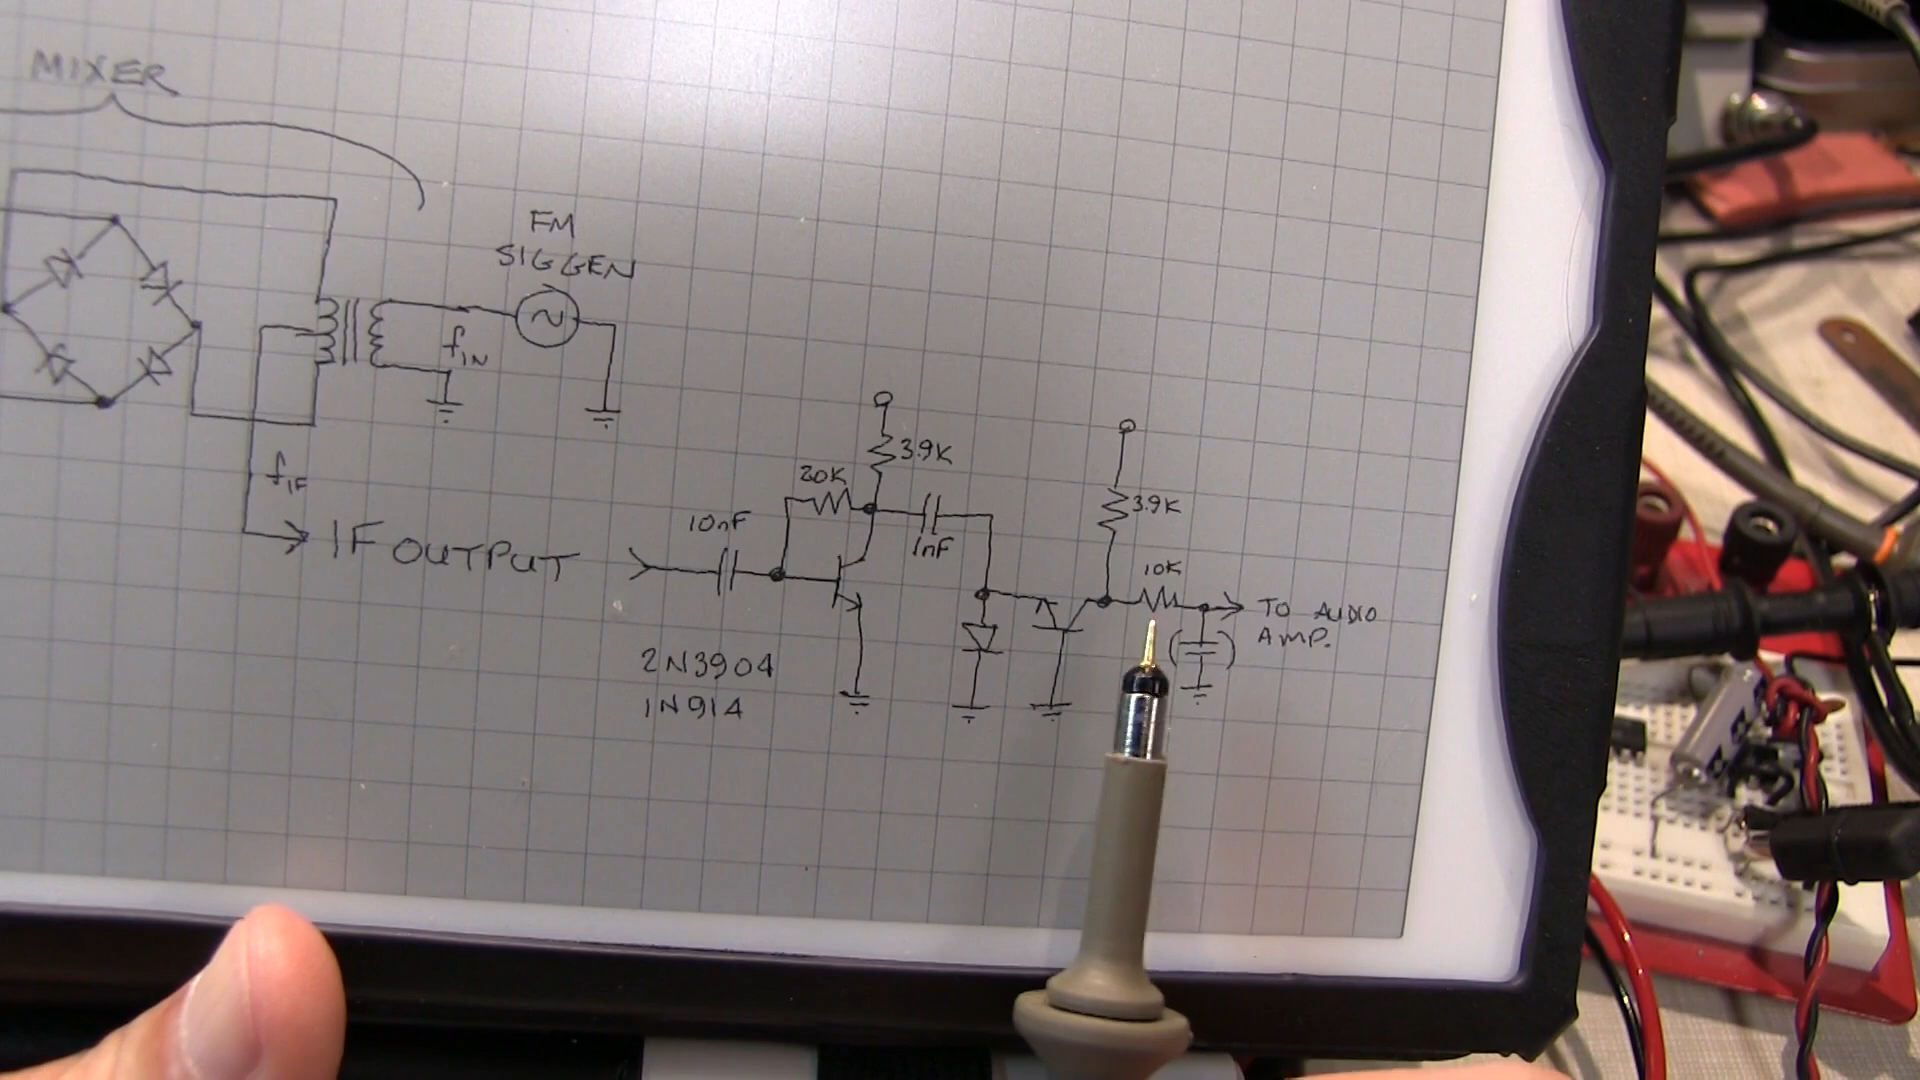 MIXER
FM
SIG GEN
fIN
fIF
IF OUTPUT
10nF
20K
3.9K
1nF
3.9K
10K
TO AUDIO
AMP.
2N3904
1N914